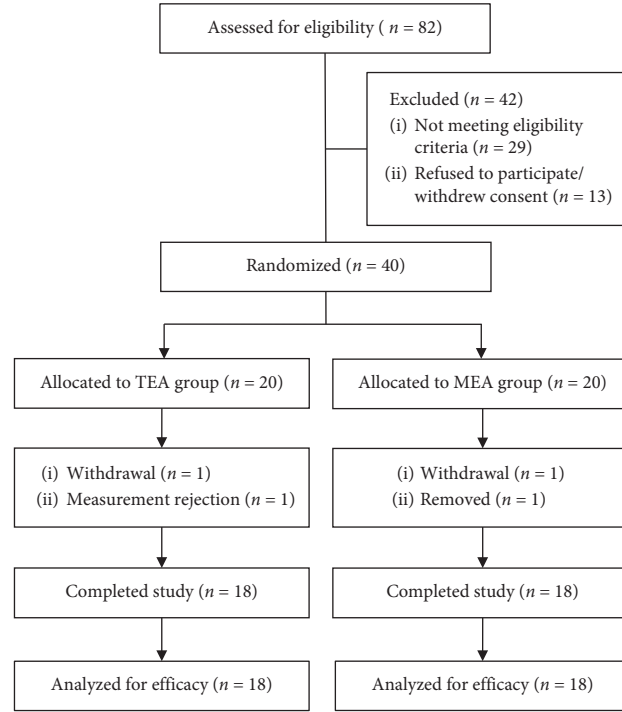 Assessed for eligibility ( n = 82)
Excluded (n = 42)
(i) Not meeting eligibility
criteria (n = 29)
(ii) Refused to participate/
withdrew consent (n = 13)
Randomized (n = 40)
Allocated to TEA group (n = 20)
Allocated to MEA group (n = 20)
(i) Withdrawal (n = 1)
(ii) Measurement rejection (n = 1)
(i) Withdrawal (n = 1)
(ii) Removed (n = 1)
Completed study (n = 18)
Completed study (n = 18)
Analyzed for efficacy (n = 18)
Analyzed for efficacy (n = 18)